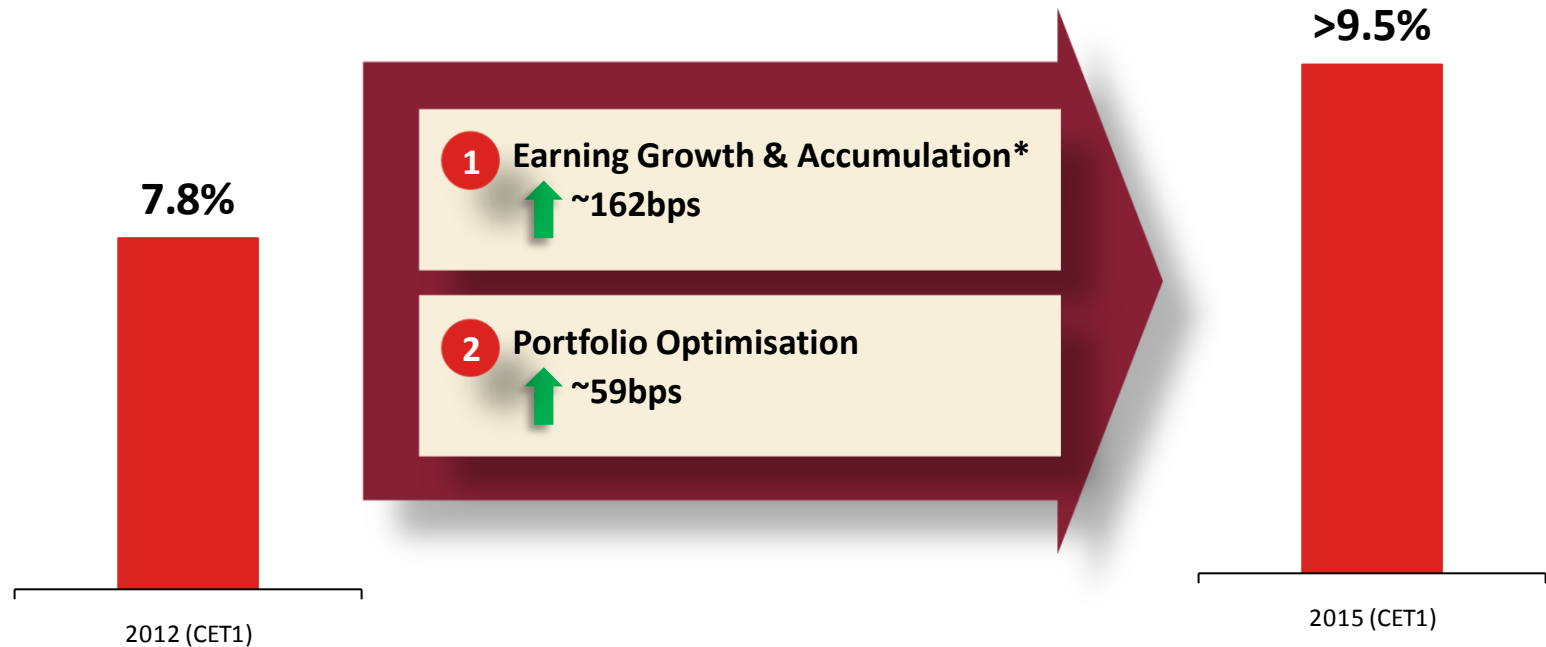 7.8%
2012 (CET1)
1 Earning Growth & Accumulation*
~162bps
2 Portfolio Optimisation
~59bps
>9.5%
2015 (CET1)